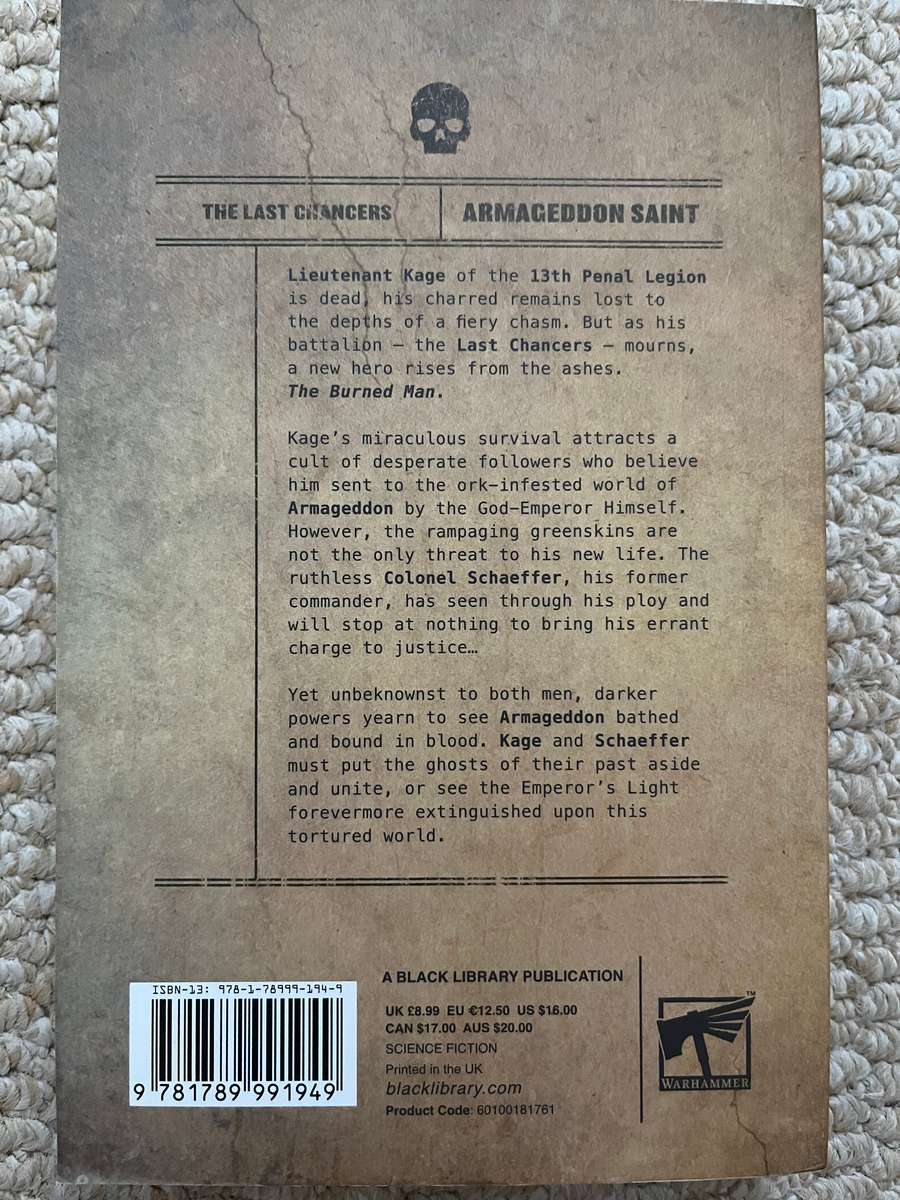 THE LAST CHANCERS
ARMAGEDDON SAINT
Lieutenant Kage of the 13th Penal Legion
is dead, his charred remains lost to
the depths of a fiery chasm. But as his
battalion – the Last Chancers – mourns,
a new hero rises from the ashes.
The Burned Man.
Kage’s miraculous survival attracts a
cult of desperate followers who believe
him sent to the ork-infested world of
Armageddon by the God-Emperor Himself.
However, the rampaging greenskins are
not the only threat to his new life. The
ruthless Colonel Schaeffer, his former
commander, has seen through his ploy and
will stop at nothing to bring his errant
charge to justice…
Yet unbeknownst to both men, darker
powers yearn to see Armageddon bathed
and bound in blood. Kage and Schaeffer
must put the ghosts of their past aside
and unite, or see the Emperor’s Light
forevermore extinguished upon this
tortured world.
ISBN-13: 978-1-78999-194-9
9 781789 991949
A BLACK LIBRARY PUBLICATION
UK £8.99 EU €12.50 US $16.00
CAN $17.00 AUS $20.00
SCIENCE FICTION
Printed in the UK
blacklibrary.com
Product Code: 60100181761
™
WARHAMMER